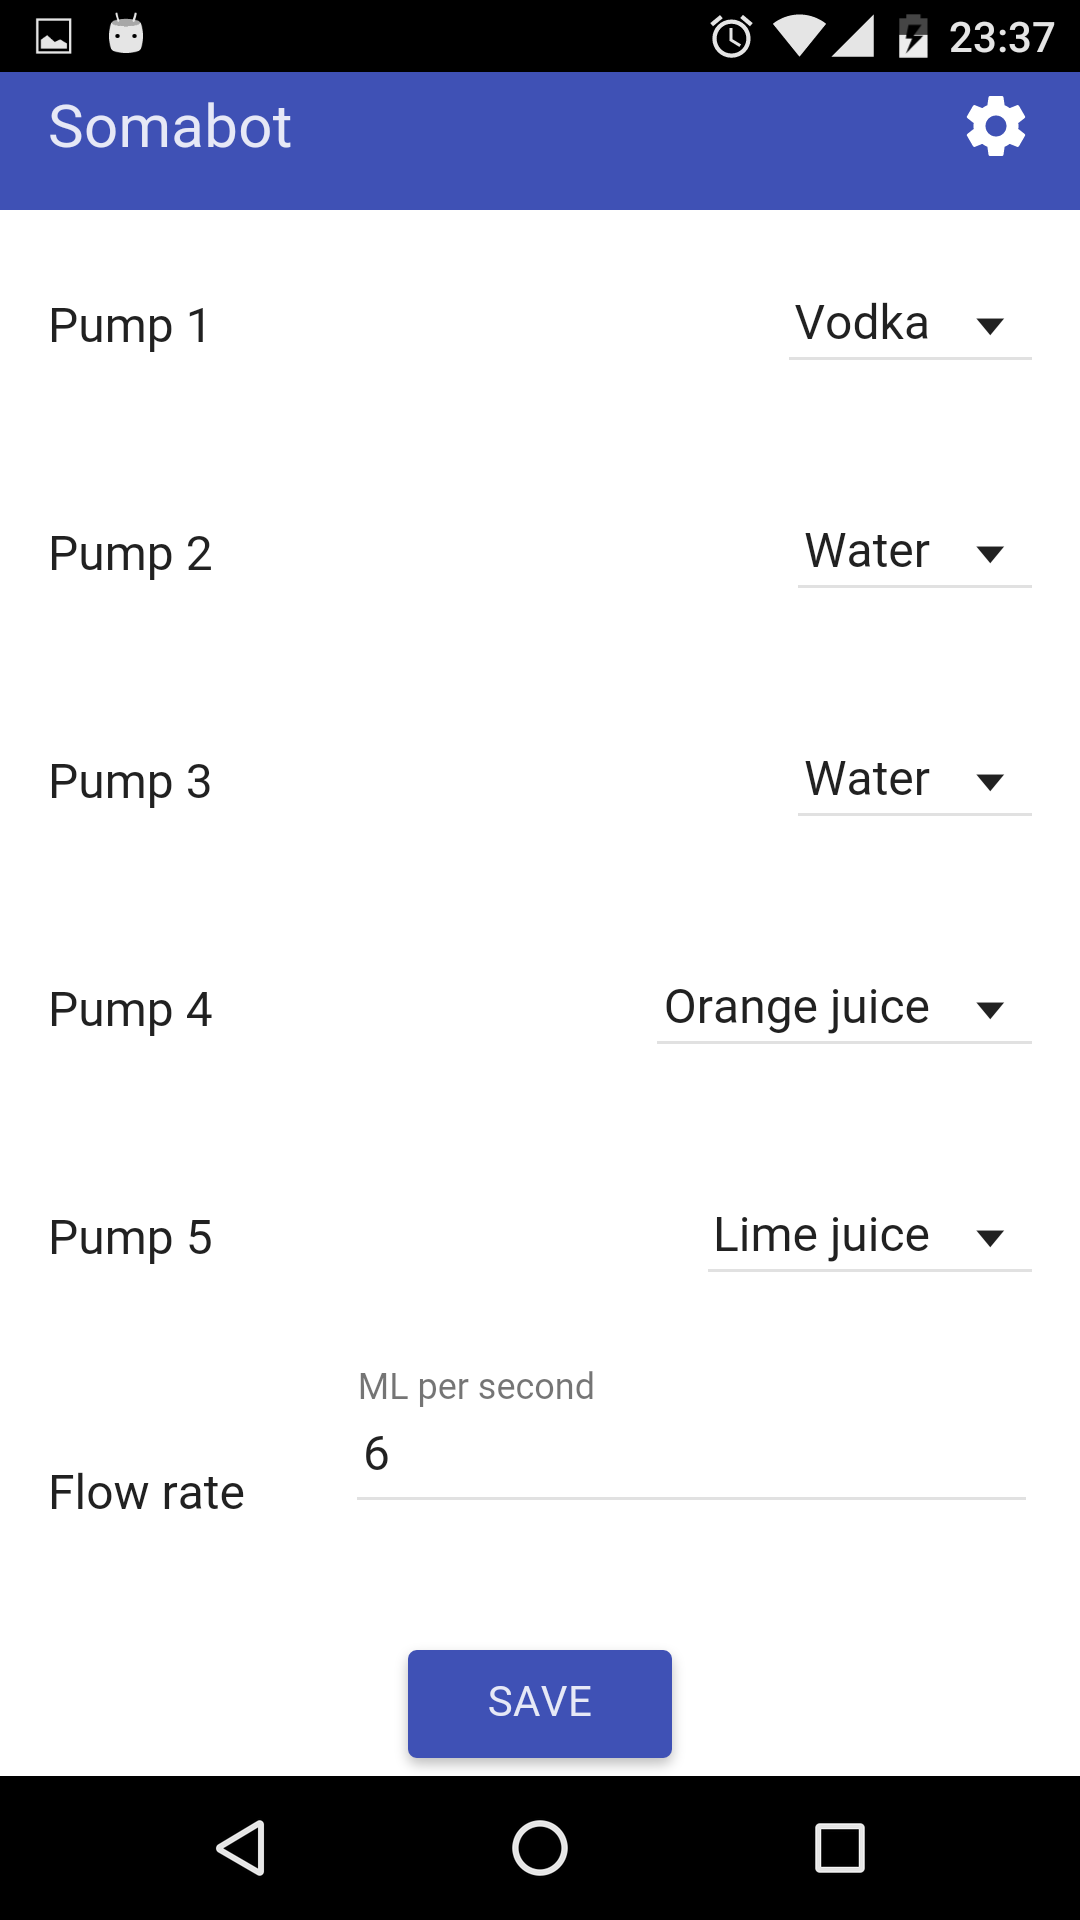 23:37
Somabot
Pump 1 Vodka
Pump 2 Water
Pump 3 Water
Pump 4 Orange juice
Pump 5 Lime juice
ML per second
6
Flow rate
SAVE